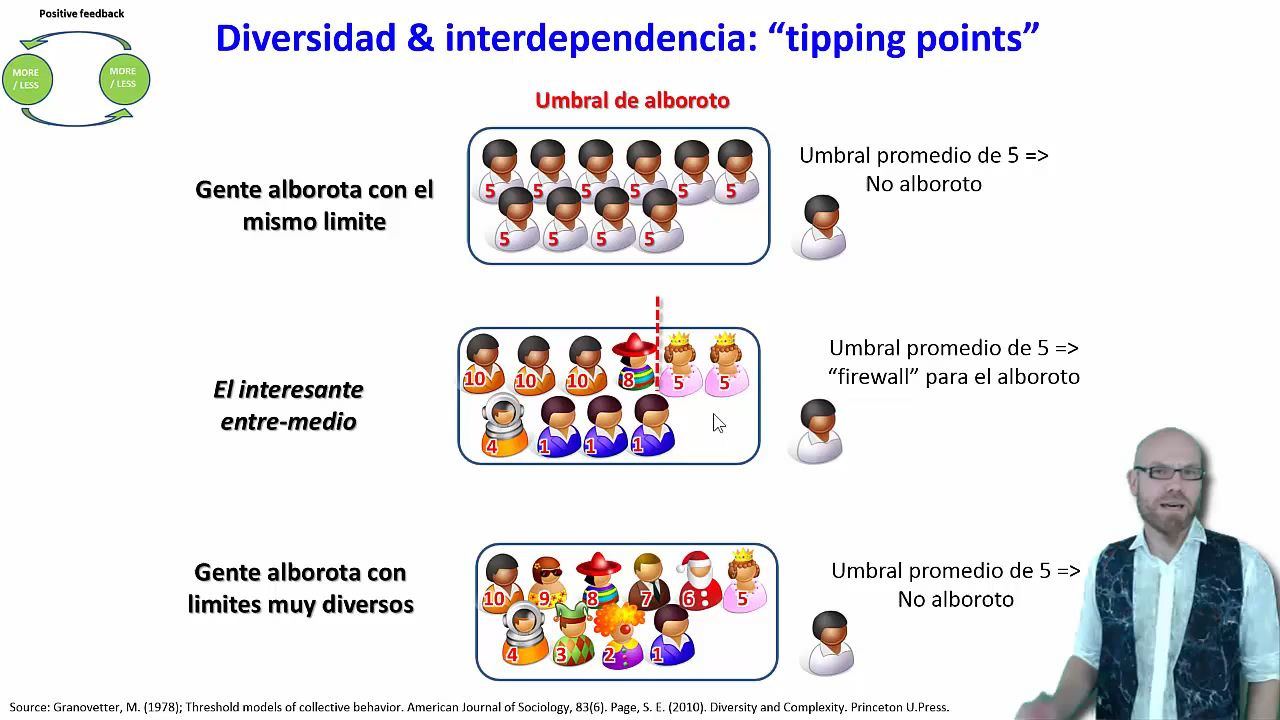 Positive feedback
MORE
/ LESS
MORE
/ LESS
Diversidad & interdependencia: “tipping points”
Umbral de alboroto
Gente alborota con el
mismo limite
5 5 5 5 5 5
5 5 5 5
Umbral promedio de 5 =>
No alboroto
El interesante
entre-medio
10 10 10 8 5 5
4 1 1 1
Umbral promedio de 5 =>
“firewall” para el alboroto
Gente alborota con
limites muy diversos
10 9 8 7 6 5
4 3 2 1
Umbral promedio de 5 =>
No alboroto
Source: Granovetter, M. (1978); Threshold models of collective behavior. American Journal of Sociology, 83(6). Page, S. E. (2010). Diversity and Complexity. Princeton U.Press.